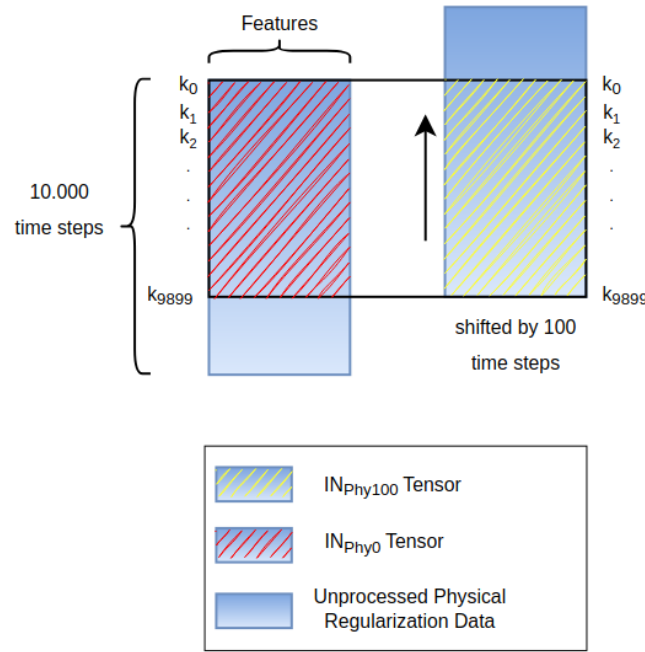 Features
k0
k1
k2
.
.
.
k9899
10.000
time steps
k0
k1
k2
.
.
.
k9899
shifted by 100
time steps
INPhy100 Tensor
INPhy0 Tensor
Unprocessed Physical
Regularization Data